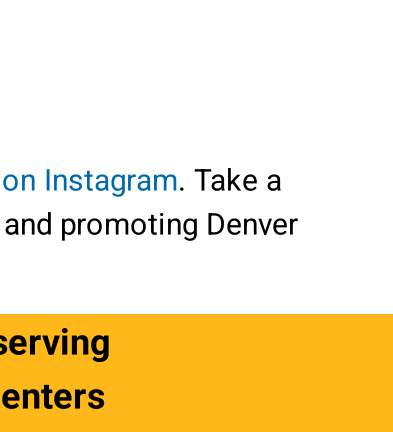 on Instagram. Take a
and promoting Denver
serving
enters